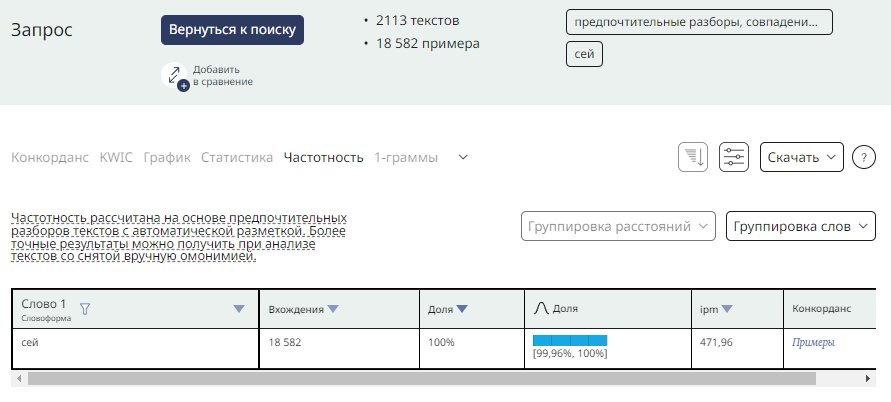 Запрос
Вернуться к поиску
Добавить
в сравнение
• 2113 текстов
• 18 582 примера
предпочтительные разборы, совпадени...
сей
Конкорданс KWIC График Статистика Частотность 1-граммы
Скачать
?
Частотность рассчитана на основе предпочтительных
разборов текстов с автоматической разметкой. Более
точные результаты можно получить при анализе
текстов со снятой вручную омонимией.
Группировка расстояний
Группировка слов
Слово 1
Словоформа
Вхождения
Доля
Доля
ipm
Конкорданс
сей
18 582
100%
[99,96%, 100%]
471,96
Примеры